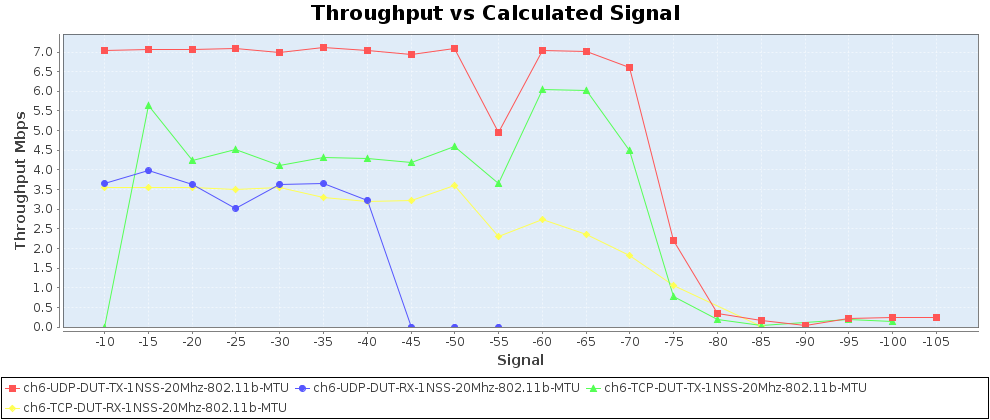 Throughput vs Calculated Signal
Throughput Mbps
7.0
6.5
6.0
5.5
5.0
4.5
4.0
3.5
3.0
2.5
2.0
1.5
1.0
0.5
0.0
-10 -15 -20 -25 -30 -35 -40 -45 -50 -55 -60 -65 -70 -75 -80 -85 -90 -95 -100 -105
Signal
ch6-UDP-DUT-TX-1NSS-20Mhz-802.11b-MTU ch6-UDP-DUT-RX-1NSS-20Mhz-802.11b-MTU ch6-TCP-DUT-TX-1NSS-20Mhz-802.11b-MTU
ch6-TCP-DUT-RX-1NSS-20Mhz-802.11b-MTU